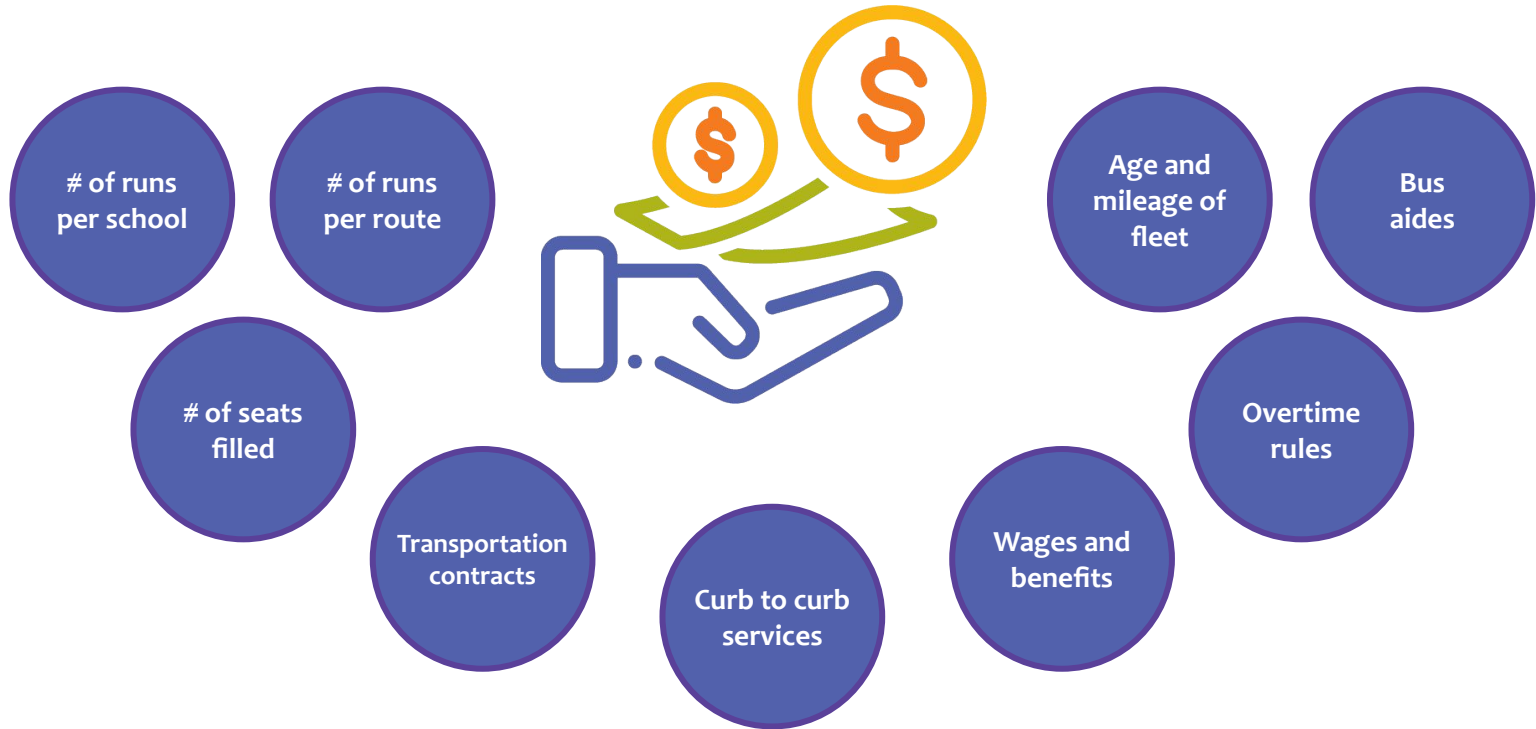 # of runs
per school
# of runs
per route
$
$
Age and
mileage of
fleet
Bus
aides
# of seats
filled
Overtime
rules
Transportation
contracts
Wages and
benefits
Curb to curb
services